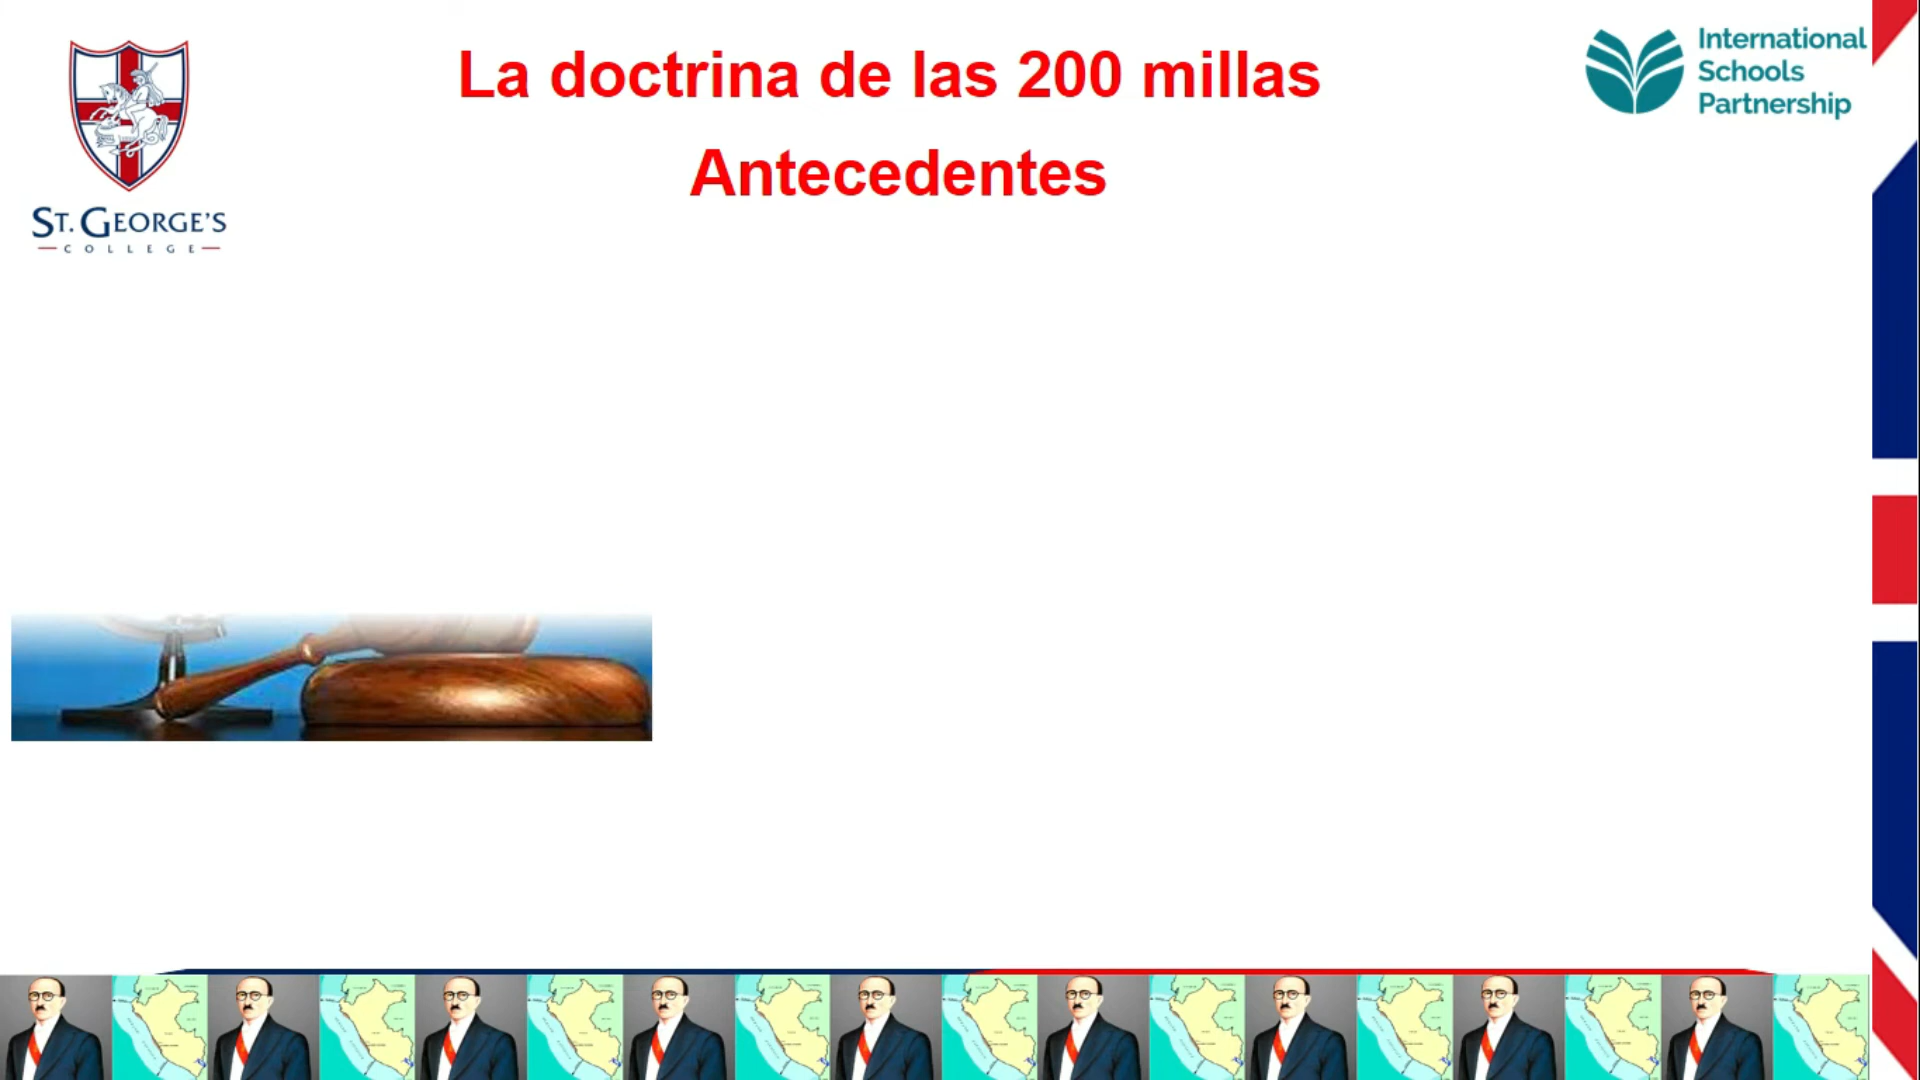 La doctrina de las 200 millas
Antecedentes
ST. GEORGE'S
COLLEGE
International
Schools
Partnership